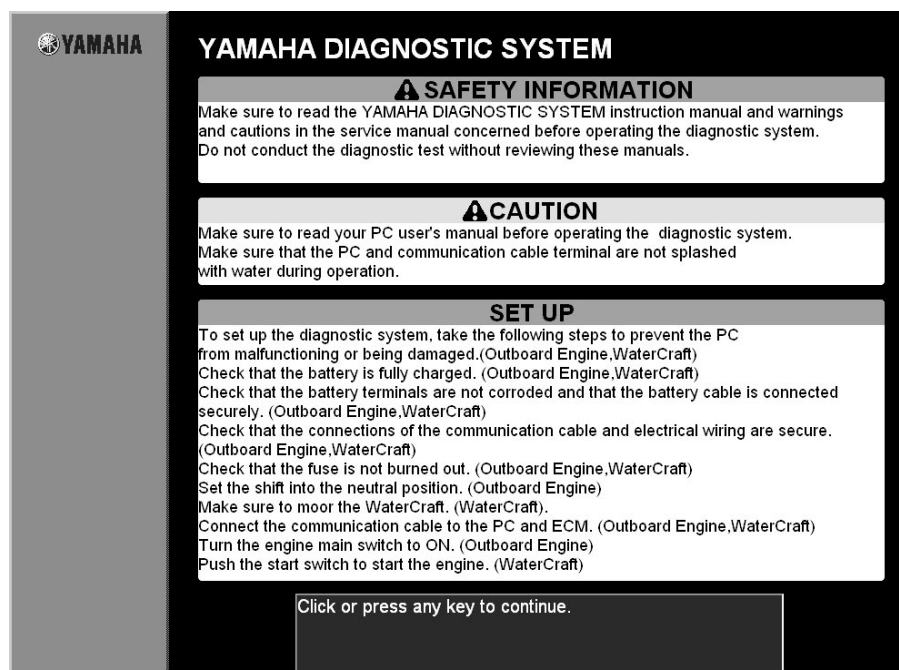 YAMAHA
YAMAHA DIAGNOSTIC SYSTEM
SAFETY INFORMATION
Make sure to read the YAMAHA DIAGNOSTIC SYSTEM instruction manual and warnings
and cautions in the service manual concerned before operating the diagnostic system.
Do not conduct the diagnostic test without reviewing these manuals.
CAUTION
Make sure to read your PC user's manual before operating the  diagnostic system.
Make sure that the PC and communication cable terminal are not splashed
with water during operation.
SET UP
To set up the diagnostic system, take the following steps to prevent the PC
from malfunctioning or being damaged.(Outboard Engine,WaterCraft)
Check that the battery is fully charged. (Outboard Engine,WaterCraft)
Check that the battery terminals are not corroded and that the battery cable is connected
securely. (Outboard Engine,WaterCraft)
Check that the connections of the communication cable and electrical wiring are secure.
(Outboard Engine,WaterCraft)
Check that the fuse is not burned out. (Outboard Engine,WaterCraft)
Set the shift into the neutral position. (Outboard Engine)
Make sure to moor the WaterCraft. (WaterCraft).
Connect the communication cable to the PC and ECM. (Outboard Engine,WaterCraft)
Turn the engine main switch to ON. (Outboard Engine)
Push the start switch to start the engine. (WaterCraft)
Click or press any key to continue.